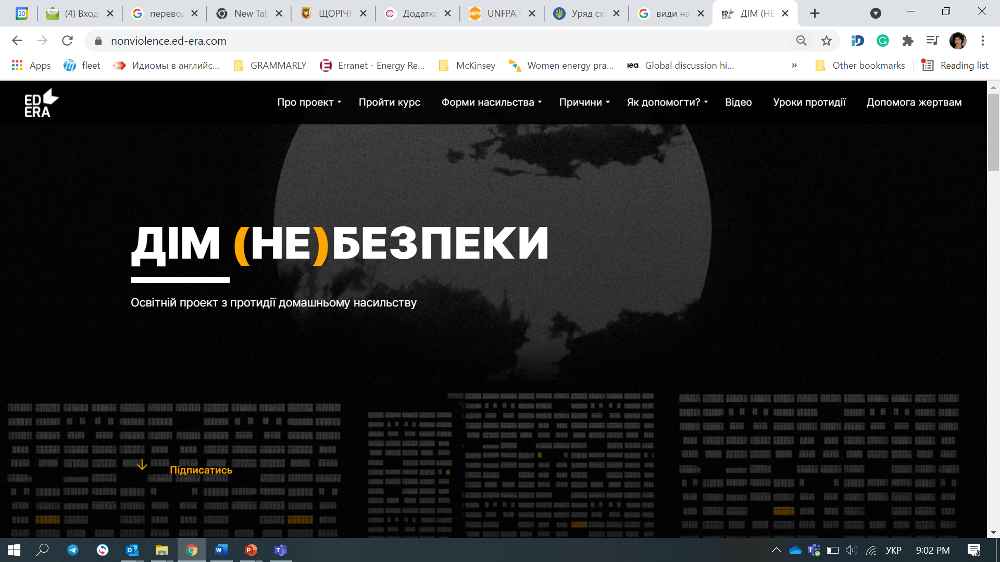 20
(4) Вход
перевод
New Tab
ЩОРІЧН
Додатко
UNFPA U
Уряд схв
види на
ДІМ (НЕ
nonviolence.ed-era.com
Apps
fleet
Идиомы в английс...
GRAMMARLY
Erranet - Energy Re...
McKinsey
Women energy pra...
iea
Global discussion hi...
»
Other bookmarks
Reading list
ED
ERA
Про проект
Пройти курс
Форми насильства
Причини
Як допомогти?
Відео
Уроки протидії
Допомога жертвам
ДІМ (НЕ)БЕЗПЕКИ
Освітній проект з протидії домашньому насильству
Підписатись
УКР
9:02 PM